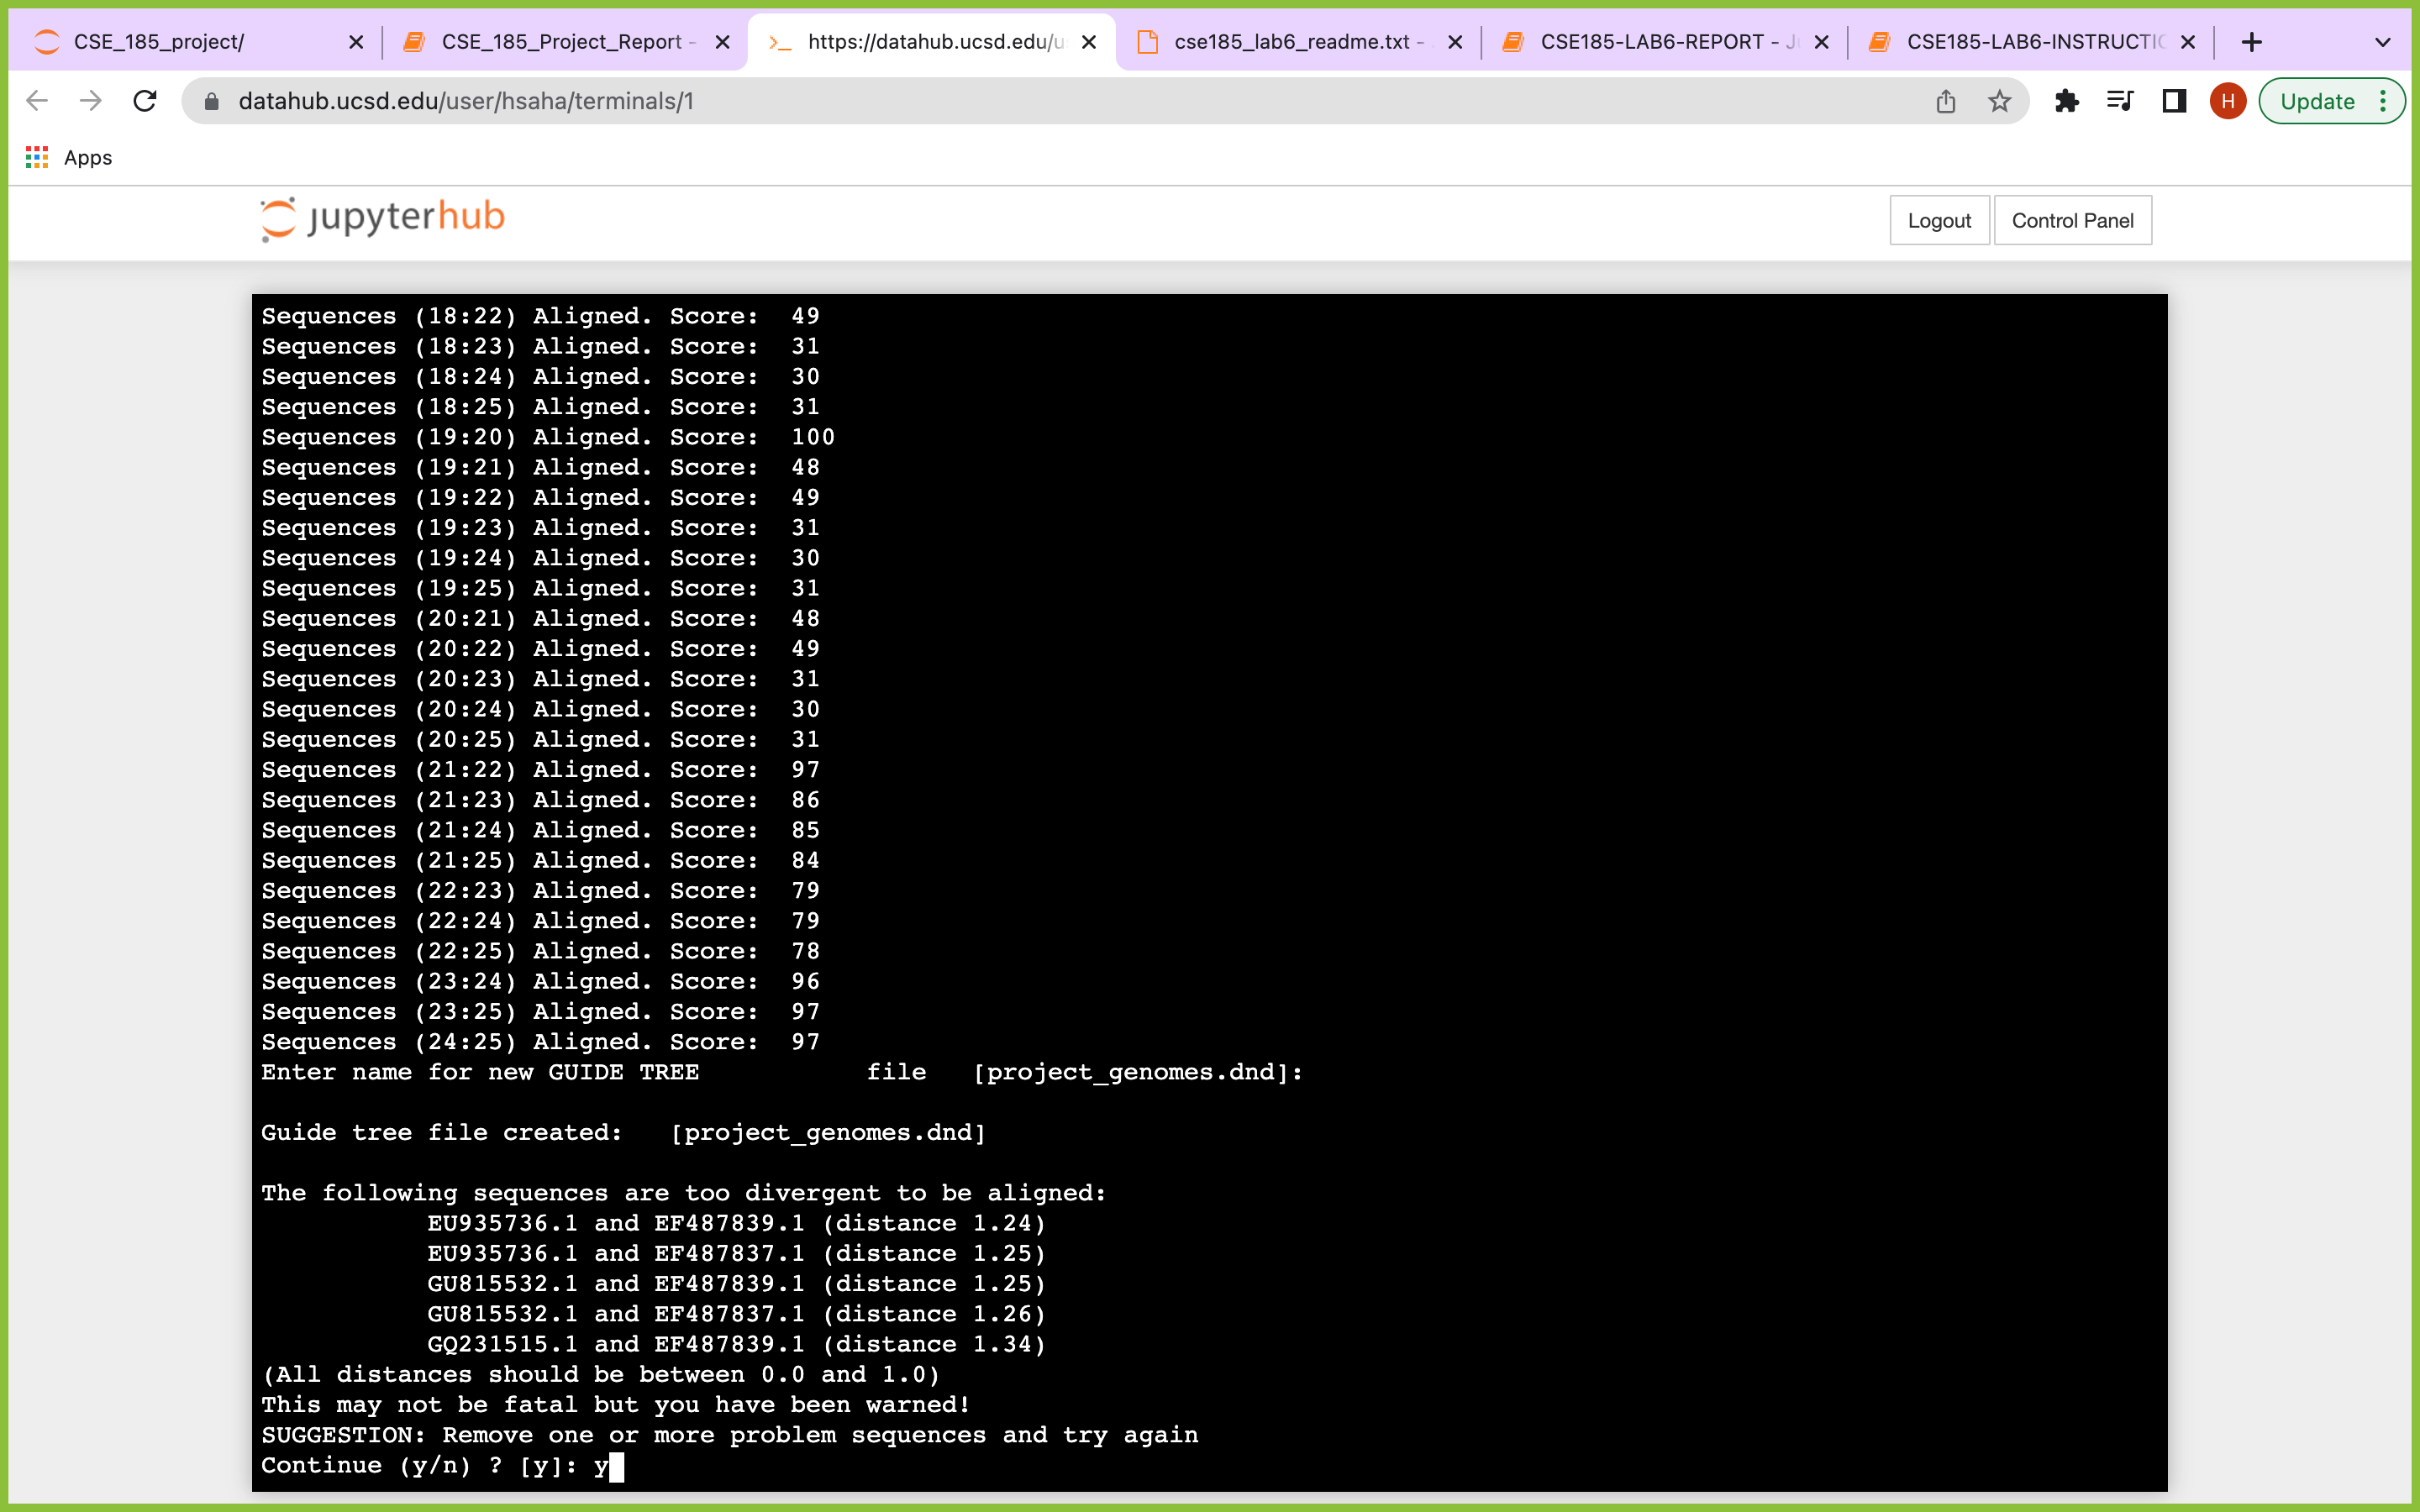 CSE_185_project/
CSE_185_Project_Report -
https://datahub.ucsd.edu/u
cse185_lab6_readme.txt -
CSE185-LAB6-REPORT - J
CSE185-LAB6-INSTRUCTIO
datahub.ucsd.edu/user/hsaha/terminals/1
H
Update
Apps
jupyterhub
Logout
Control Panel
Sequences (18:22) Aligned. Score:  49
Sequences (18:23) Aligned. Score:  31
Sequences (18:24) Aligned. Score:  30
Sequences (18:25) Aligned. Score:  31
Sequences (19:20) Aligned. Score:  100
Sequences (19:21) Aligned. Score:  48
Sequences (19:22) Aligned. Score:  49
Sequences (19:23) Aligned. Score:  31
Sequences (19:24) Aligned. Score:  30
Sequences (19:25) Aligned. Score:  31
Sequences (20:21) Aligned. Score:  48
Sequences (20:22) Aligned. Score:  49
Sequences (20:23) Aligned. Score:  31
Sequences (20:24) Aligned. Score:  30
Sequences (20:25) Aligned. Score:  31
Sequences (21:22) Aligned. Score:  97
Sequences (21:23) Aligned. Score:  86
Sequences (21:24) Aligned. Score:  85
Sequences (21:25) Aligned. Score:  84
Sequences (22:23) Aligned. Score:  79
Sequences (22:24) Aligned. Score:  79
Sequences (22:25) Aligned. Score:  78
Sequences (23:24) Aligned. Score:  96
Sequences (23:25) Aligned. Score:  97
Sequences (24:25) Aligned. Score:  97
Enter name for new GUIDE TREE           file   [project_genomes.dnd]:
Guide tree file created:   [project_genomes.dnd]
The following sequences are too divergent to be aligned:
EU935736.1 and EF487839.1 (distance 1.24)
EU935736.1 and EF487837.1 (distance 1.25)
GU815532.1 and EF487839.1 (distance 1.25)
GU815532.1 and EF487837.1 (distance 1.26)
GQ231515.1 and EF487839.1 (distance 1.34)
(All distances should be between 0.0 and 1.0)
This may not be fatal but you have been warned!
SUGGESTION: Remove one or more problem sequences and try again
Continue (y/n) ? [y]: y